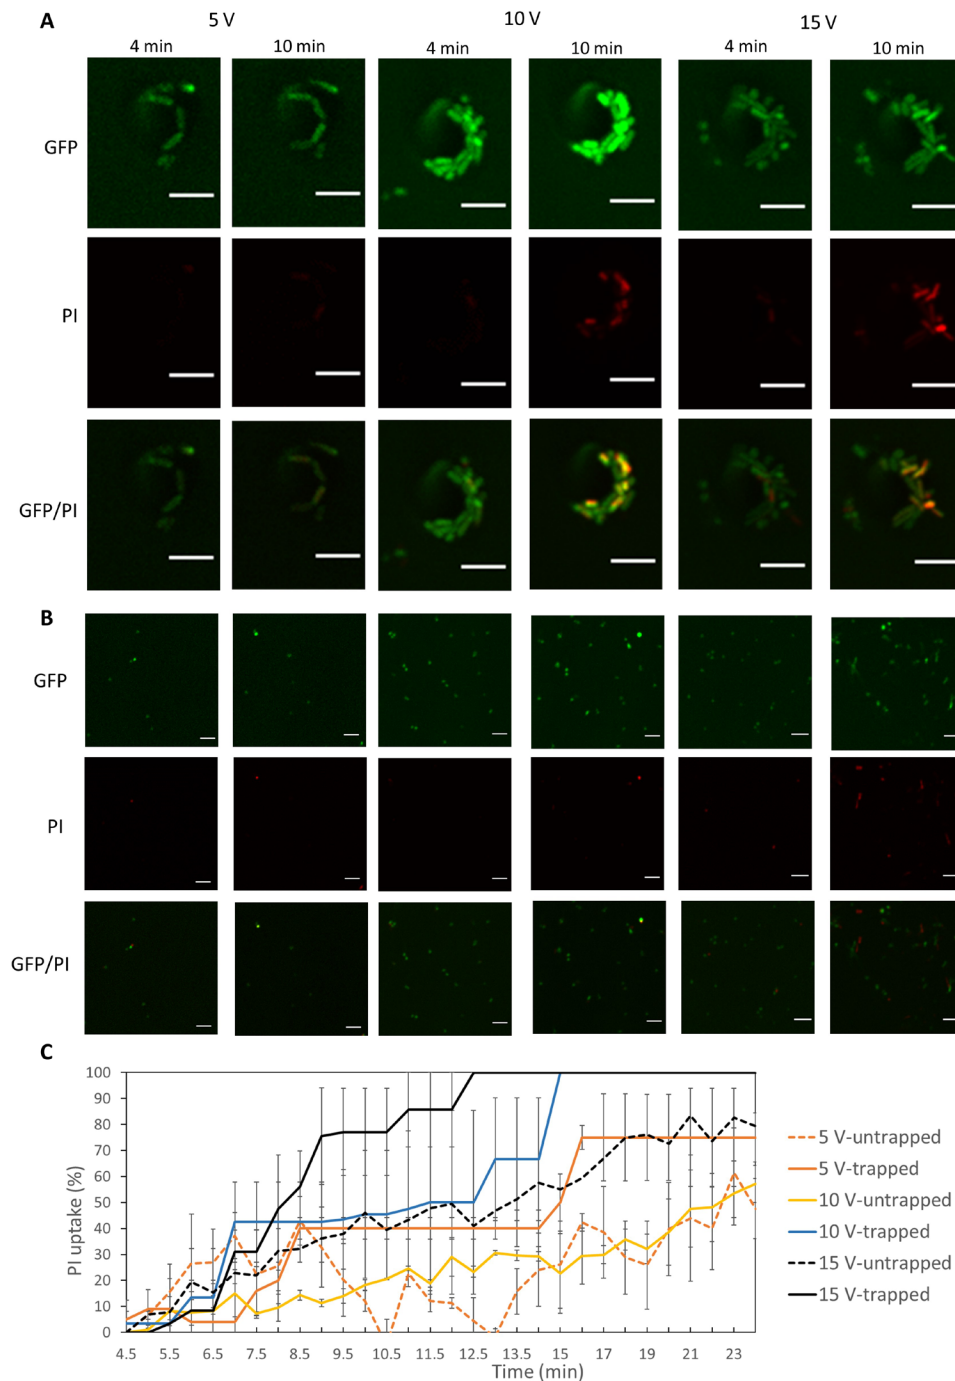 A
5 V
10 V
15 V
4 min
10 min
4 min
10 min
4 min
10 min
GFP
PI
GFP/PI
B
GFP
PI
GFP/PI
C
100
90
80
70
60
50
40
30
20
10
0
PI uptake (%)
4.5
5.5
6.5
7.5
8.5
9.5
10.5
11.5
12.5
13.5
15
17
19
21
23
Time (min)
5 V-untrapped
5 V-trapped
10 V-untrapped
10 V-trapped
15 V-untrapped
15 V-trapped